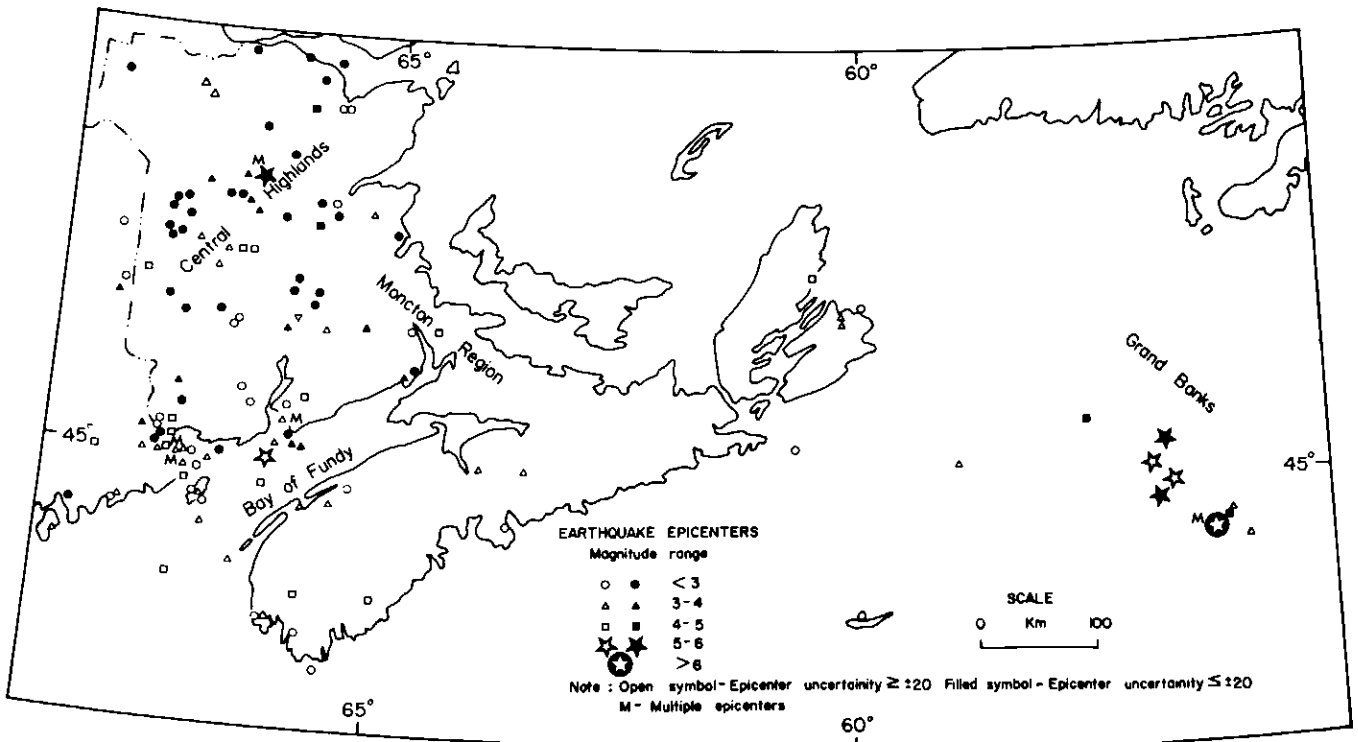 65°
60°
M
Highlands
Central
Moncton
Region
Grand Banks
45°
M
M
M
45°
Bay of Fundy
M
EARTHQUAKE EPICENTERS
Magnitude range
< 3
3-4
4-5
5-6
>6
SCALE
0 Km 100
Note : Open symbol-Epicenter uncertainity ≥ ±20 Filled symbol-Epicenter uncertainity ≤ ±20
M- Multiple epicenters
65°
60°